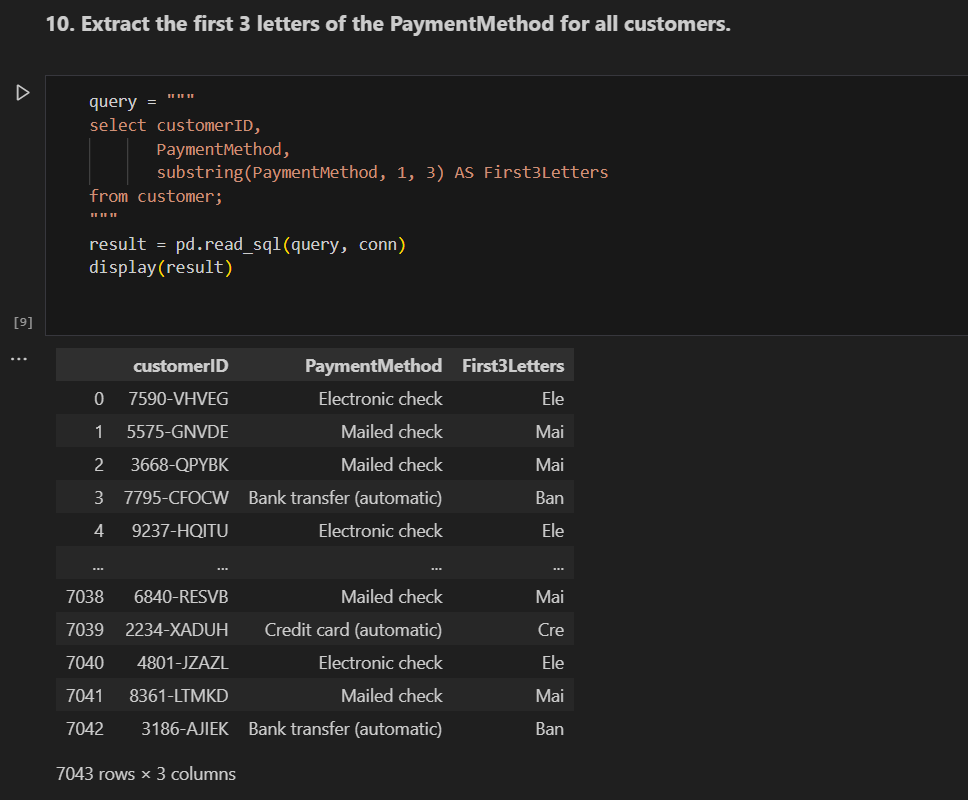 10. Extract the first 3 letters of the PaymentMethod for all customers.
query = """
select customerID,
PaymentMethod,
substring(PaymentMethod, 1, 3) AS First3Letters
from customer;
"""
result = pd.read_sql(query, conn)
display(result)
[9]
...
customerID PaymentMethod First3Letters
0 7590-VHVEG Electronic check Ele
1 5575-GNVDE Mailed check Mai
2 3668-QPYBK Mailed check Mai
3 7795-CFOCW Bank transfer (automatic) Ban
4 9237-HQITU Electronic check Ele
... ... ... ...
7038 6840-RESVB Mailed check Mai
7039 2234-XADUH Credit card (automatic) Cre
7040 4801-JZAZL Electronic check Ele
7041 8361-LTMKD Mailed check Mai
7042 3186-AJIEK Bank transfer (automatic) Ban
7043 rows × 3 columns